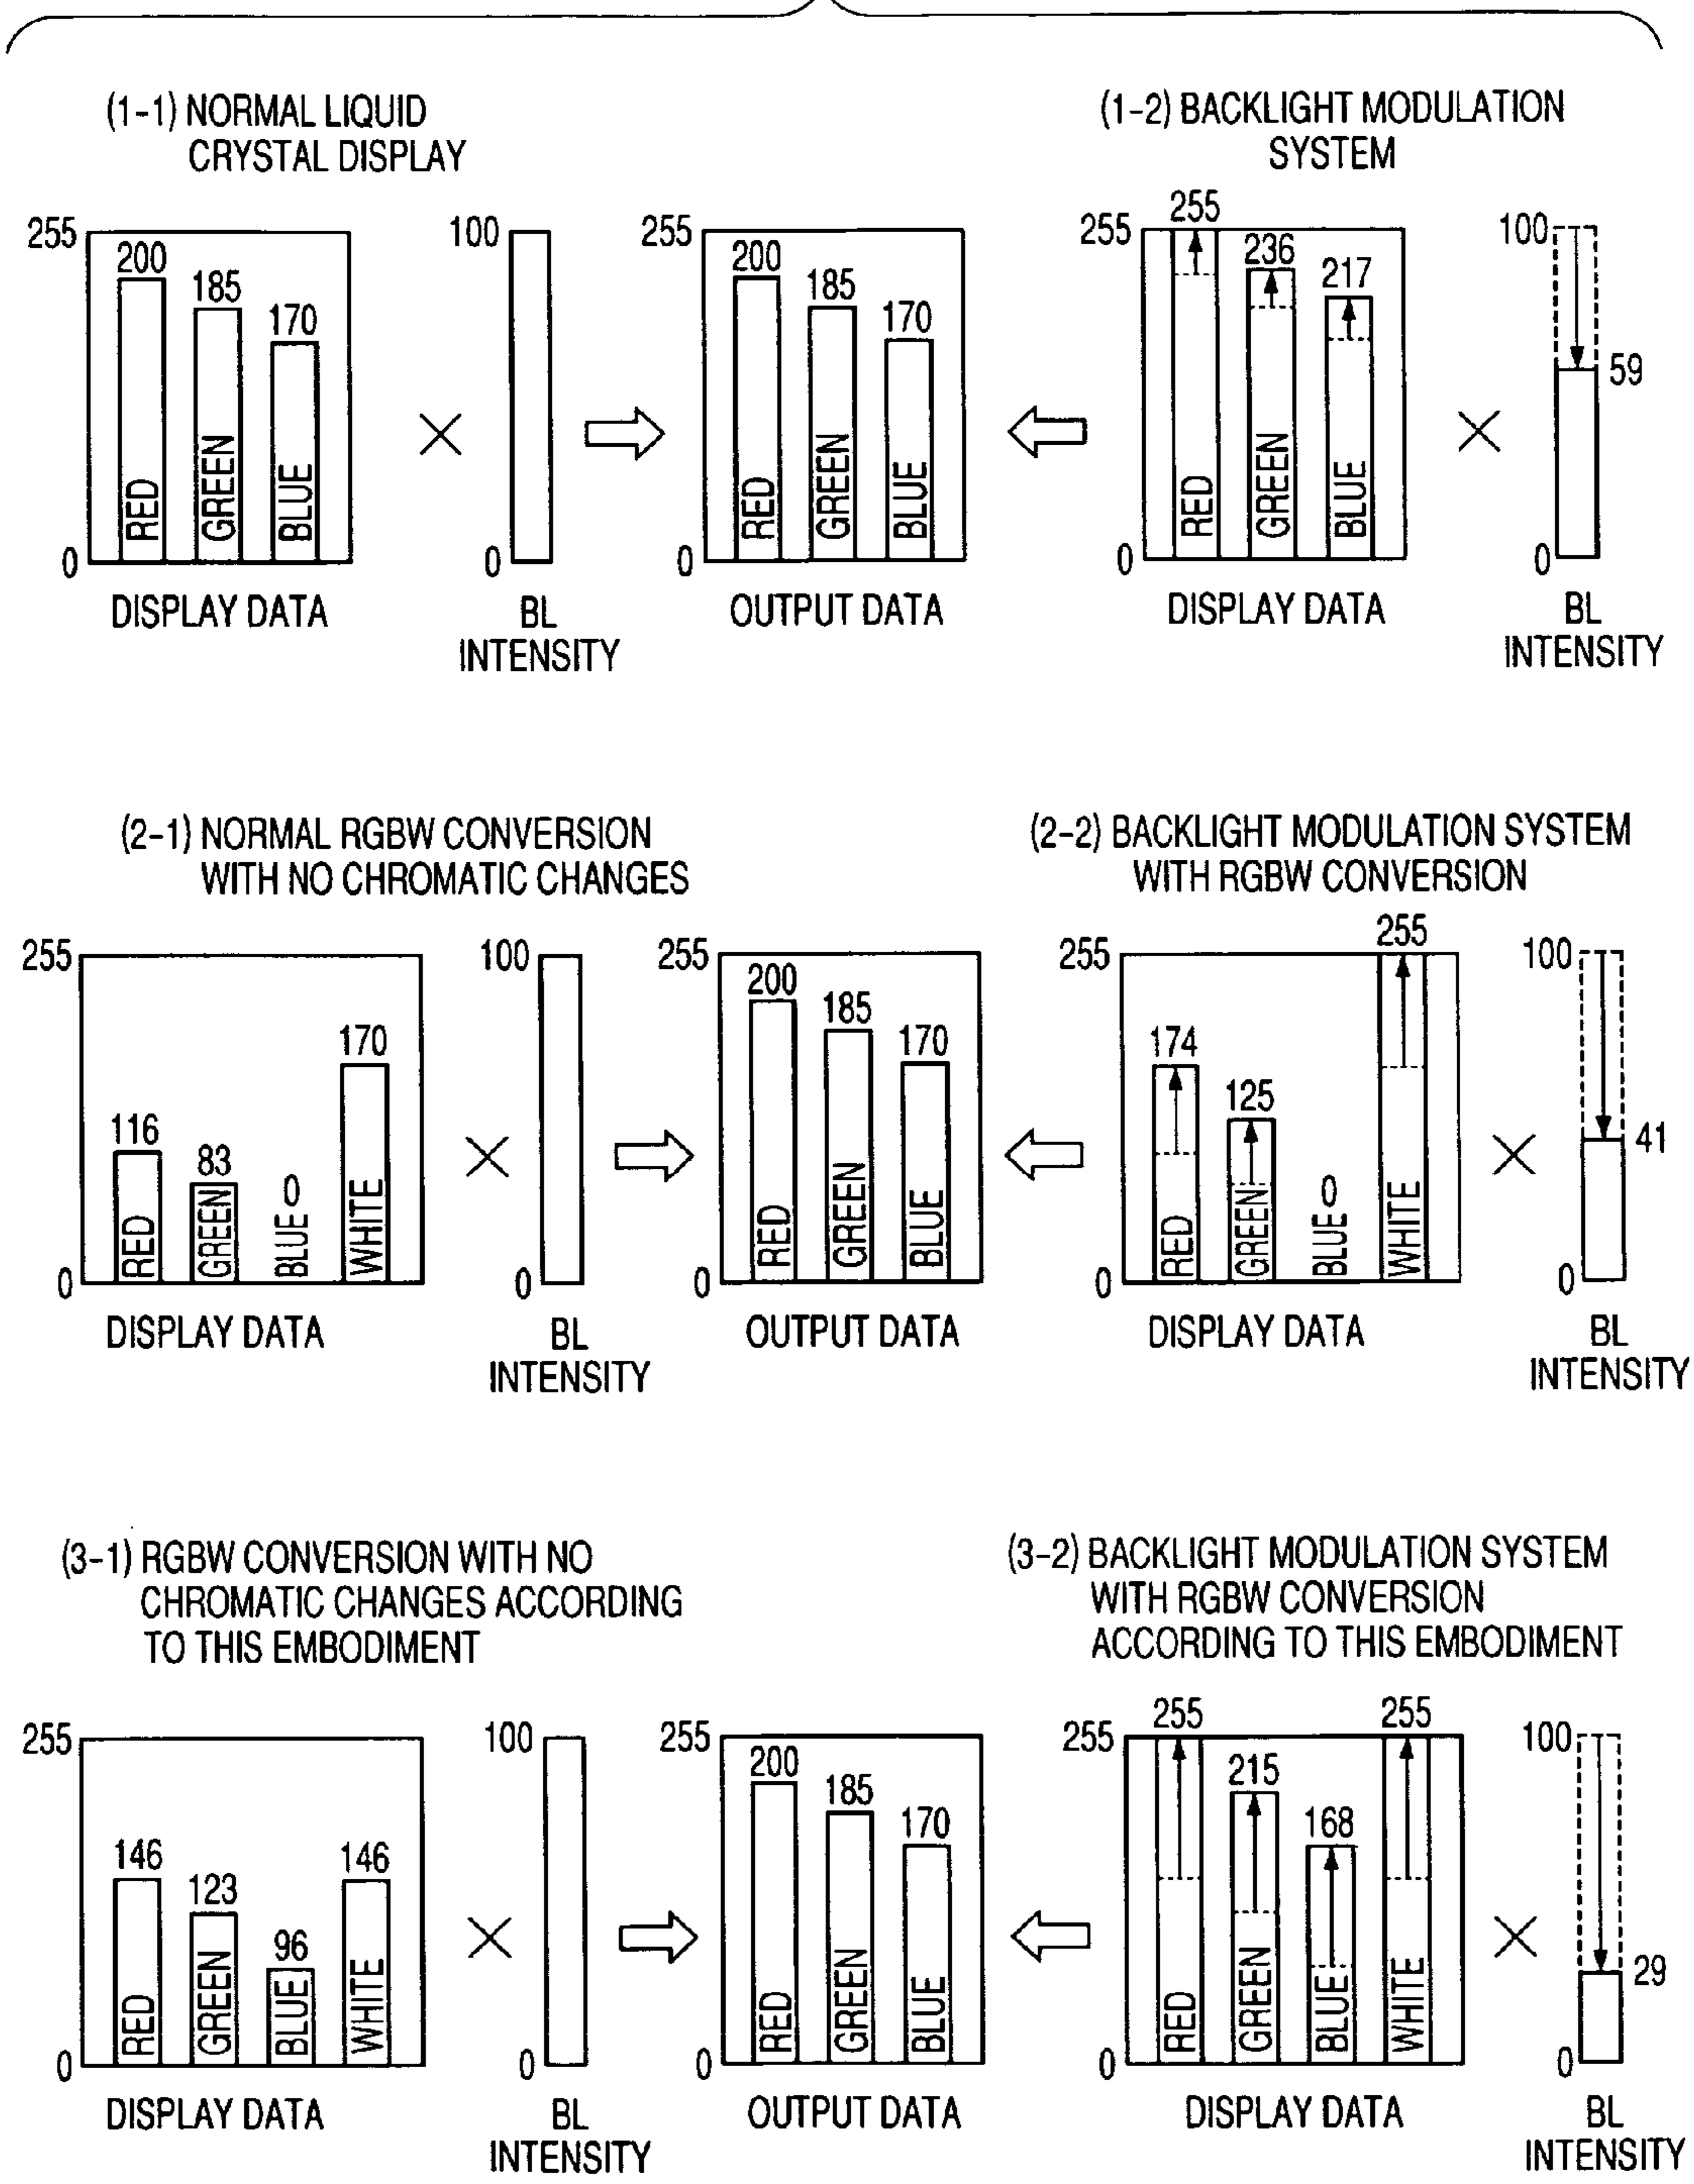 (1-1) NORMAL LIQUID
CRYSTAL DISPLAY
(1-2) BACKLIGHT MODULATION
SYSTEM
255
200
185
170
RED
GREEN
BLUE
0
DISPLAY DATA
100
0
BL
INTENSITY
255
200
185
170
RED
GREEN
BLUE
0
OUTPUT DATA
255
255
236
217
RED
GREEN
BLUE
0
DISPLAY DATA
100
59
0
BL
INTENSITY
(2-1) NORMAL RGBW CONVERSION
WITH NO CHROMATIC CHANGES
(2-2) BACKLIGHT MODULATION SYSTEM
WITH RGBW CONVERSION
255
116
83
0
170
RED
GREEN
BLUE
WHITE
0
DISPLAY DATA
100
0
BL
INTENSITY
255
200
185
170
RED
GREEN
BLUE
0
OUTPUT DATA
255
174
125
0
255
RED
GREEN
BLUE
WHITE
0
DISPLAY DATA
100
41
0
BL
INTENSITY
(3-1) RGBW CONVERSION WITH NO
CHROMATIC CHANGES ACCORDING
TO THIS EMBODIMENT
(3-2) BACKLIGHT MODULATION SYSTEM
WITH RGBW CONVERSION
ACCORDING TO THIS EMBODIMENT
255
146
123
96
146
RED
GREEN
BLUE
WHITE
0
DISPLAY DATA
100
0
BL
INTENSITY
255
200
185
170
RED
GREEN
BLUE
0
OUTPUT DATA
255
255
215
168
255
RED
GREEN
BLUE
WHITE
0
DISPLAY DATA
100
29
0
BL
INTENSITY